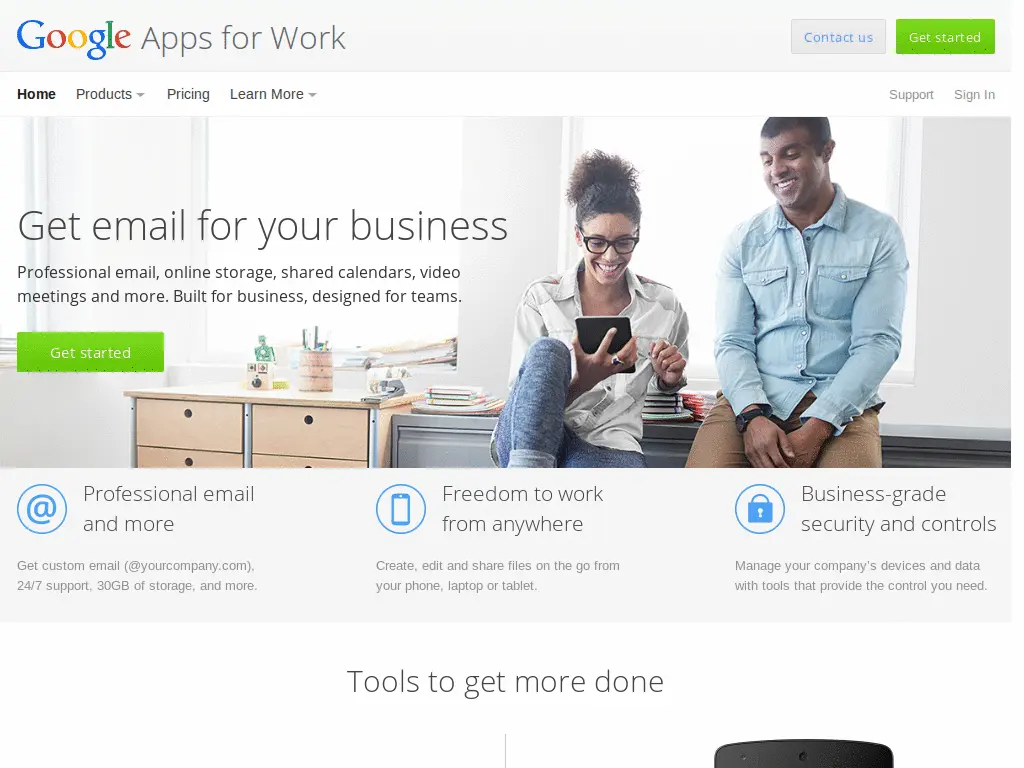 Google Apps for Work
Contact us
Get started
Home
Products
Pricing
Learn More
Support
Sign In
Get email for your business
Professional email, online storage, shared calendars, video
meetings and more. Built for business, designed for teams.
Get started
Professional email
and more
Get custom email (@yourcompany.com),
24/7 support, 30GB of storage, and more.
Freedom to work
from anywhere
Create, edit and share files on the go from
your phone, laptop or tablet.
Business-grade
security and controls
Manage your company's devices and data
with tools that provide the control you need.
Tools to get more done